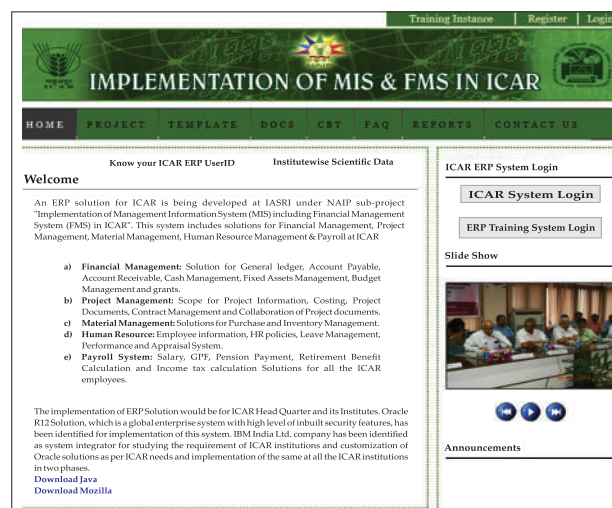 Training Instance | Register | Login
IMPLEMENTATION OF MIS & FMS IN ICAR
HOME PROJECT TEMPLATE DOCS CBT FAQ REPORTS CONTACT US
Know your ICAR ERP UserID Institutewise Scientific Data
Welcome
An ERP solution for ICAR is being developed at IASRI under NAIP sub-project
"Implementation of Management Information System (MIS) including Financial Management
System (FMS) in ICAR". This system includes solutions for Financial Management, Project
Management, Material Management, Human Resource Management & Payroll at ICAR
a) Financial Management: Solution for General ledger, Account Payable,
Account Receivable, Cash Management, Fixed Assets Management, Budget
Management and grants.
b) Project Management: Scope for Project Information, Costing, Project
Documents, Contract Management and Collaboration of Project documents.
c) Material Management: Solutions for Purchase and Inventory Management.
d) Human Resource: Employee information, HR policies, Leave Management,
Performance and Appraisal System.
e) Payroll System: Salary, GPF, Pension Payment, Retirement Benefit
Calculation and Income tax calculation Solutions for all the ICAR
employees.
The implementation of ERP Solution would be for ICAR Head Quarter and its Institutes. Oracle
R12 Solution, which is a global enterprise system with high level of inbuilt security features, has
been identified for implementation of this system. IBM India Ltd. company has been identified
as system integrator for studying the requirement of ICAR institutions and customization of
Oracle solutions as per ICAR needs and implementation of the same at all the ICAR institutions
in two phases.
Download Java
Download Mozilla
ICAR ERP System Login
ICAR System Login
ERP Training System Login
Slide Show
Announcements